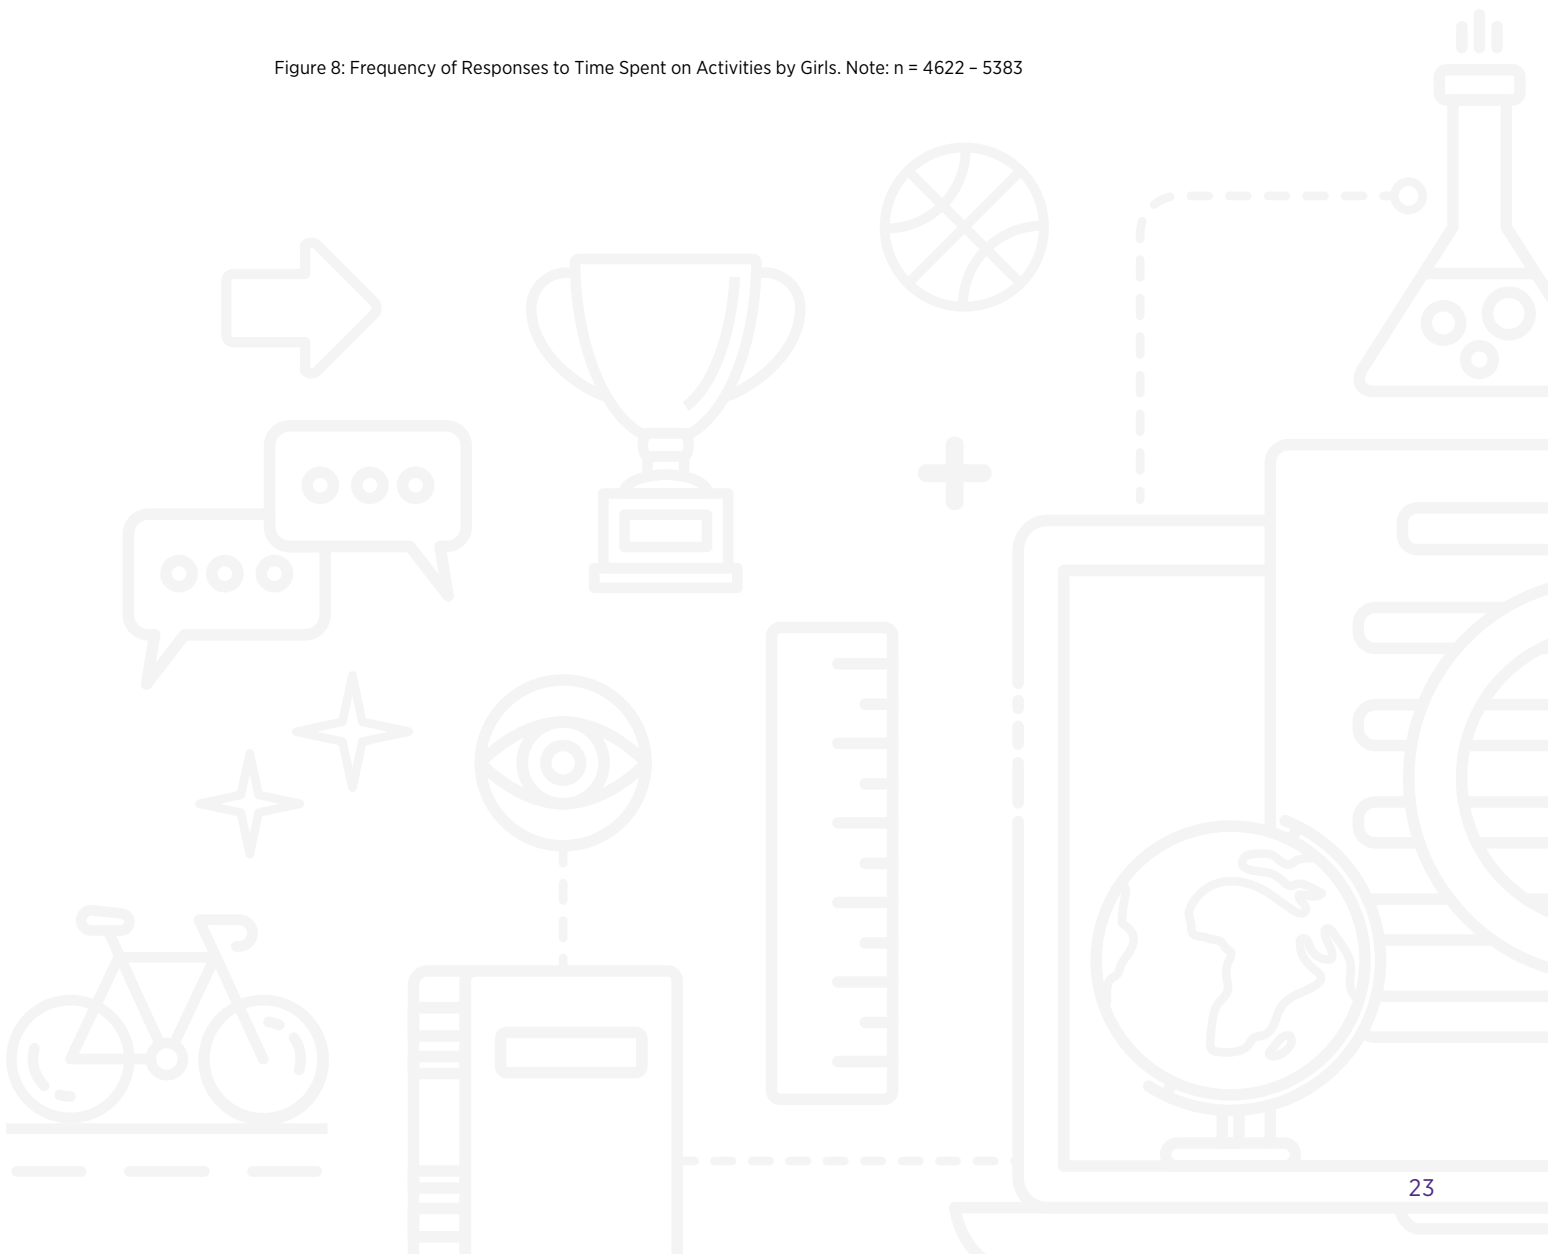 Figure 8: Frequency of Responses to Time Spent on Activities by Girls. Note: n = 4622 – 5383
23